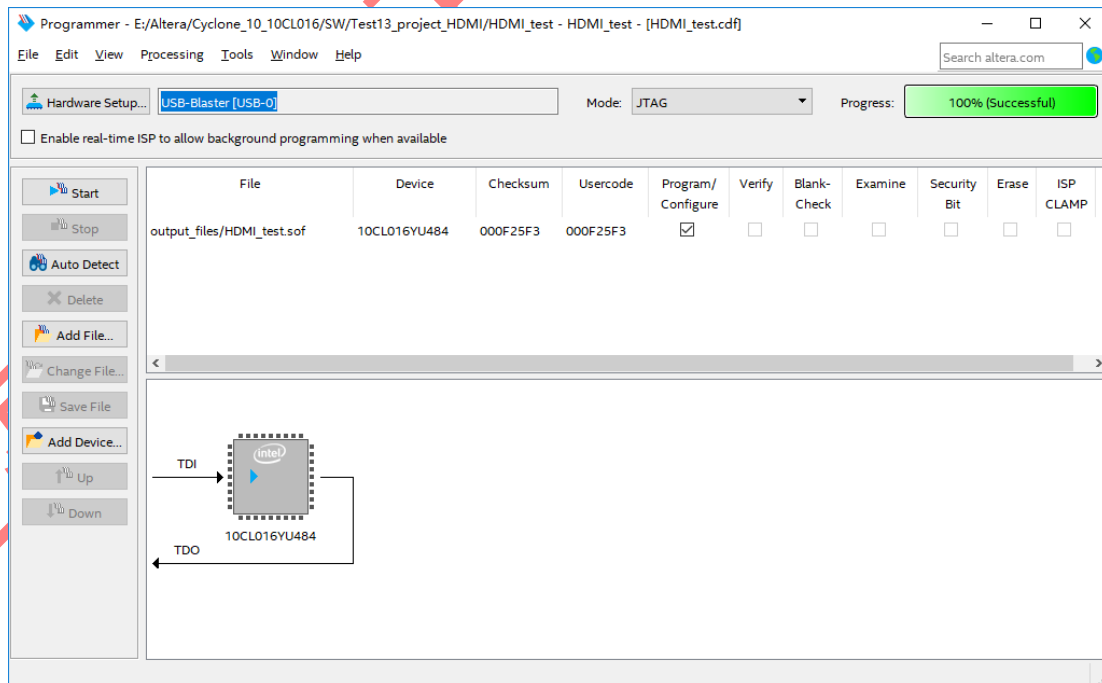 Programmer - E:/Altera/Cyclone_10_10CL016/SW/Test13_project_HDMI/HDMI_test - HDMI_test - [HDMI_test.cdf]
File Edit View Processing Tools Window Help
Search altera.com
Hardware Setup... USB-Blaster [USB-0] Mode: JTAG Progress: 100% (Successful)
Enable real-time ISP to allow background programming when available
Start
Stop
Auto Detect
Delete
Add File...
Change File...
Save File
Add Device...
Up
Down
File Device Checksum Usercode Program/ Verify Blank- Examine Security Erase ISP
Configure Check Bit CLAMP
output_files/HDMI_test.sof 10CL016YU484 000F25F3 000F25F3
intel
TDI
10CL016YU484
TDO